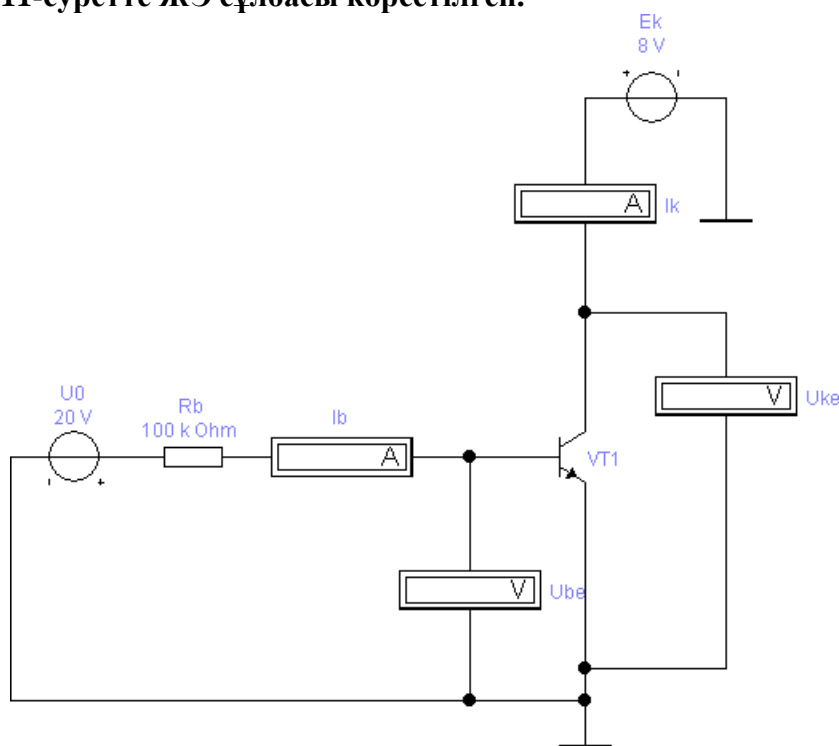 11-суретте ЖЭ сұлбасы көрсетілген.
Ek
8 V
+ -
A Ik
V Uke
U0
20 V
Rb
100 k Ohm
Ib
A
VT1
- +
V Ube